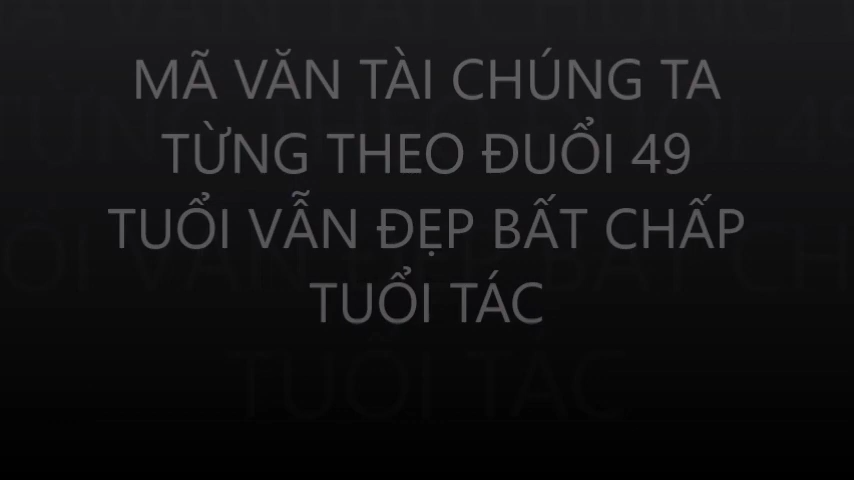 MÃ VĂN TÀI CHÚNG TA
TỪNG THEO ĐUỔI 49
TUỔI VẪN ĐẸP BẤT CHẤP
TUỔI TÁC